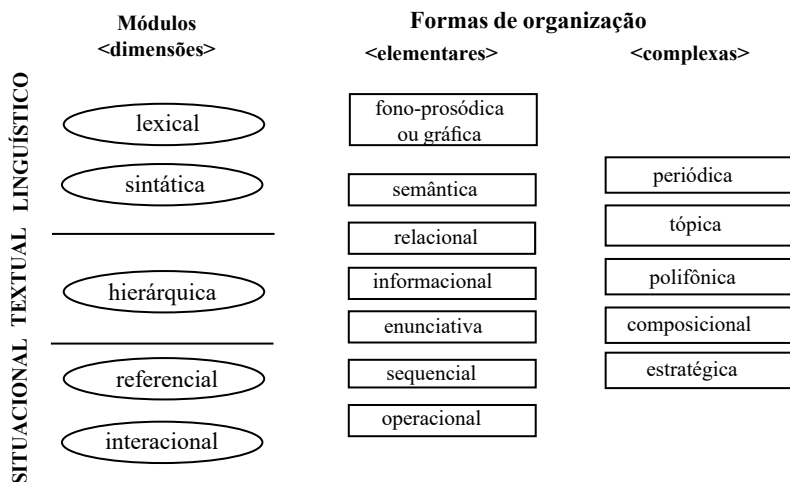 Módulos
<dimensões>
Formas de organização
<elementares>
<complexas>
LINGUÍSTICO
TEXTUAL
SITUACIONAL
lexical
sintática
hierárquica
referencial
interacional
fono-prosódica
ou gráfica
semântica
relacional
informacional
enunciativa
sequencial
operacional
periódica
tópica
polifônica
composicional
estratégica